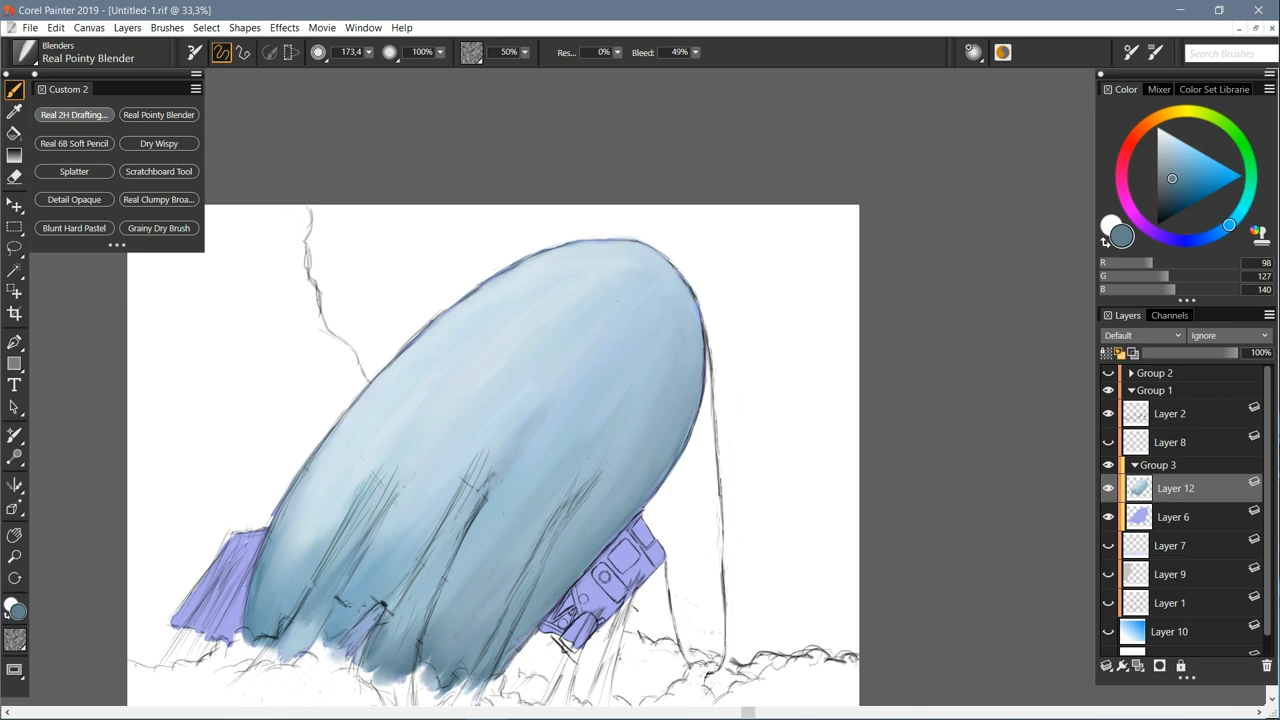 Corel Painter 2019 - [Untitled-1.rif @ 33,3%]
File Edit Canvas Layers Brushes Select Shapes Effects Movie Window Help
Blenders
Real Pointy Blender
173,4 100% 50% Res... 0% Bleed: 49% Search Brushes
Custom 2
Real 2H Drafting... Real Pointy Blender
Real 6B Soft Pencil Dry Wispy
Splatter Scratchboard Tool
Detail Opaque Real Clumpy Broa...
Blunt Hard Pastel Grainy Dry Brush
Color Mixer Color Set Librarie
R 98
G 127
B 140
Layers Channels
Default Ignore
100%
Group 2
Group 1
Layer 2
Layer 8
Group 3
Layer 12
Layer 6
Layer 7
Layer 9
Layer 1
Layer 10